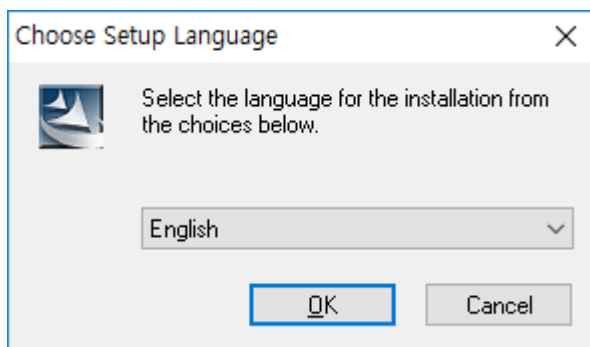 Choose Setup Language
Select the language for the installation from
the choices below.
English
OK
Cancel